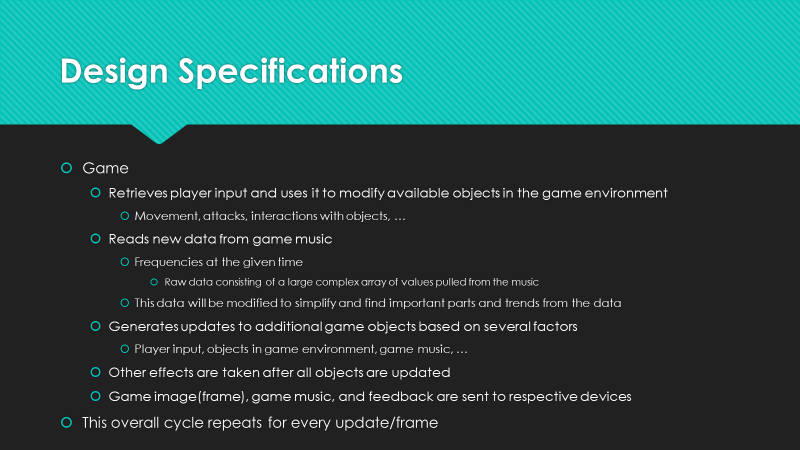 Design Specifications
Game
Retrieves player input and uses it to modify available objects in the game environment
Movement, attacks, interactions with objects, …
Reads new data from game music
Frequencies at the given time
Raw data consisting of a large complex array of values pulled from the music
This data will be modified to simplify and find important parts and trends from the data
Generates updates to additional game objects based on several factors
Player input, objects in game environment, game music, …
Other effects are taken after all objects are updated
Game image(frame), game music, and feedback are sent to respective devices
This overall cycle repeats for every update/frame